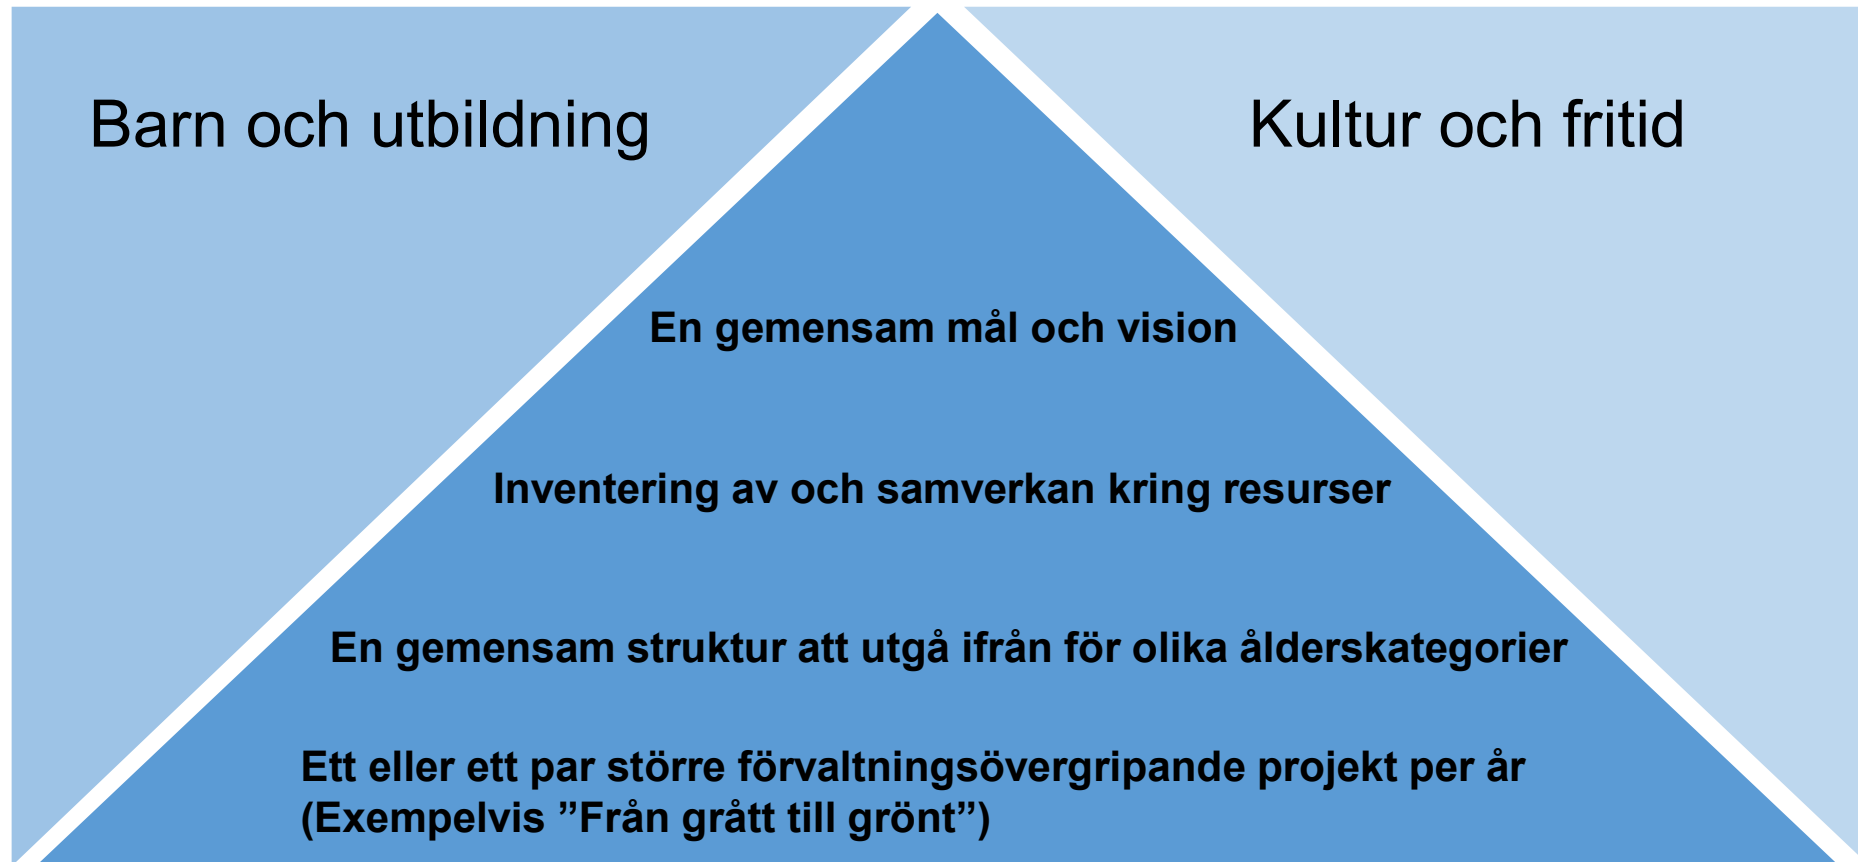 Barn och utbildning
Kultur och fritid
En gemensam mål och vision
Inventering av och samverkan kring resurser
En gemensam struktur att utgå ifrån för olika ålderskategorier
Ett eller ett par större förvaltningsövergripande projekt per år
(Exempelvis ”Från grått till grönt”)